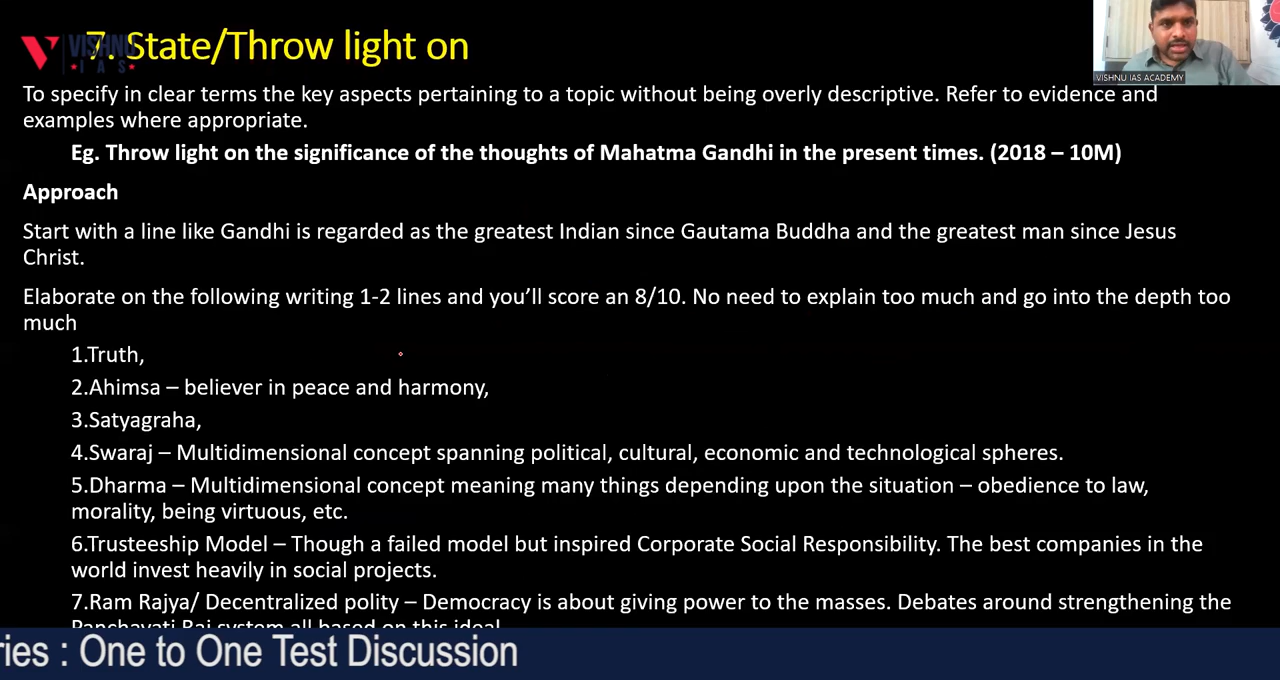 7. State/Throw light on
VISHNU
IAS
VISHNU IAS ACADEMY
To specify in clear terms the key aspects pertaining to a topic without being overly descriptive. Refer to evidence and
examples where appropriate.
Eg. Throw light on the significance of the thoughts of Mahatma Gandhi in the present times. (2018 – 10M)
Approach
Start with a line like Gandhi is regarded as the greatest Indian since Gautama Buddha and the greatest man since Jesus
Christ.
Elaborate on the following writing 1-2 lines and you'll score an 8/10. No need to explain too much and go into the depth too
much
1.Truth,
2.Ahimsa – believer in peace and harmony,
3.Satyagraha,
4.Swaraj – Multidimensional concept spanning political, cultural, economic and technological spheres.
5.Dharma – Multidimensional concept meaning many things depending upon the situation – obedience to law,
morality, being virtuous, etc.
6.Trusteeship Model – Though a failed model but inspired Corporate Social Responsibility. The best companies in the
world invest heavily in social projects.
7.Ram Rajya/ Decentralized polity – Democracy is about giving power to the masses. Debates around strengthening the
Panchayati Raj system all based on this ideal
ries : One to One Test Discussion